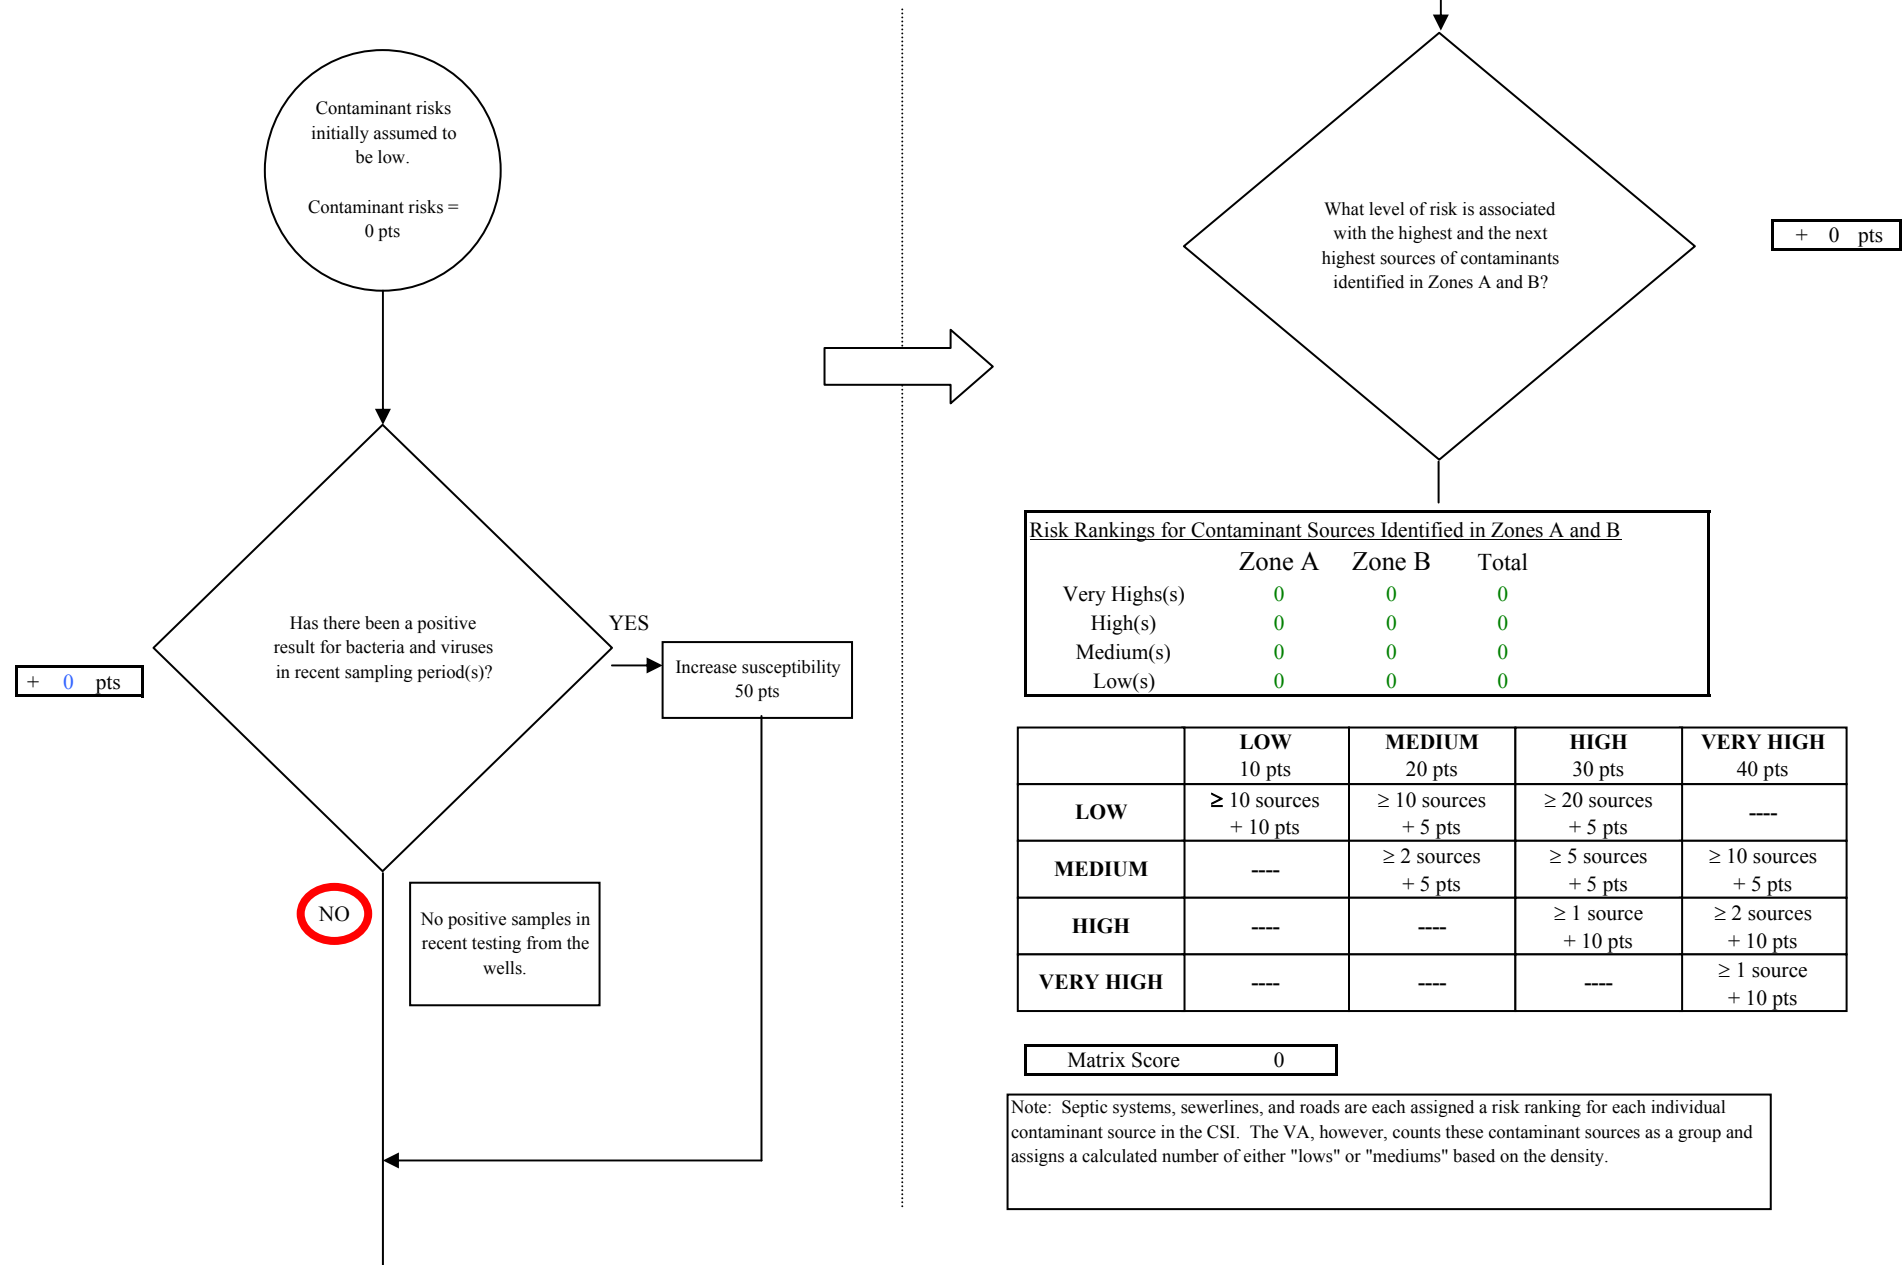 Contaminant risks
initially assumed to
be low.
Contaminant risks =
0 pts
Has there been a positive
result for bacteria and viruses
in recent sampling period(s)?
+ 0 pts
YES
Increase susceptibility
50 pts
NO
No positive samples in
recent testing from the
wells.
What level of risk is associated
with the highest and the next
highest sources of contaminants
identified in Zones A and B?
+ 0 pts
Risk Rankings for Contaminant Sources Identified in Zones A and B
Zone A Zone B Total
Very Highs(s) 0 0 0
High(s) 0 0 0
Medium(s) 0 0 0
Low(s) 0 0 0
LOW MEDIUM HIGH VERY HIGH
10 pts 20 pts 30 pts 40 pts
LOW ≥ 10 sources ≥ 10 sources ≥ 20 sources ----
+ 10 pts + 5 pts + 5 pts
MEDIUM ---- ≥ 2 sources ≥ 5 sources ≥ 10 sources
+ 5 pts + 5 pts + 5 pts
HIGH ---- ---- ≥ 1 source ≥ 2 sources
+ 10 pts + 10 pts
VERY HIGH ---- ---- ---- ≥ 1 source
+ 10 pts
Matrix Score 0
Note: Septic systems, sewerlines, and roads are each assigned a risk ranking for each individual
contaminant source in the CSI. The VA, however, counts these contaminant sources as a group and
assigns a calculated number of either "lows" or "mediums" based on the density.